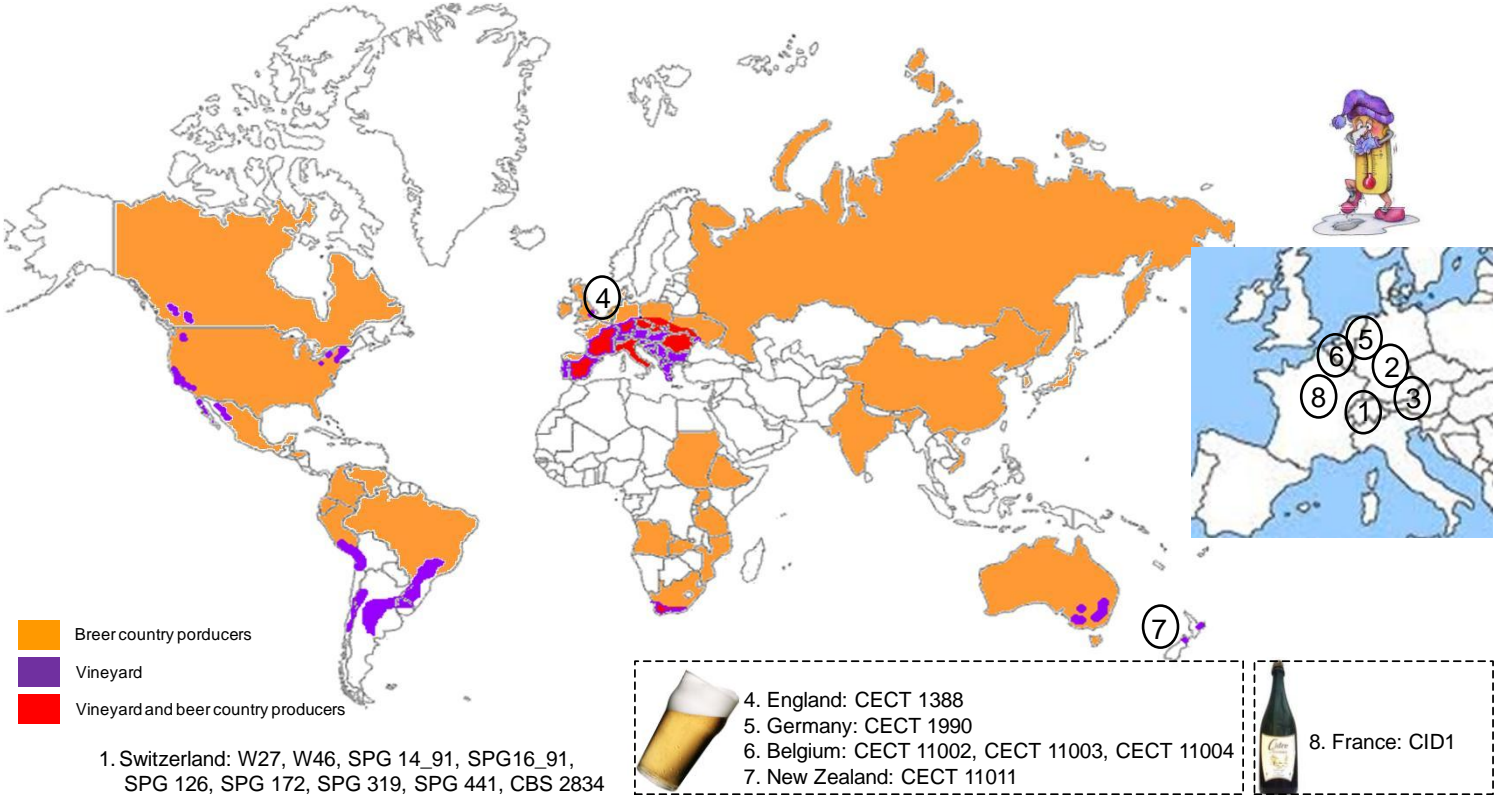 4
7
5
6
2
8
3
1
Breer country porducers
Vineyard
Vineyard and beer country producers
1. Switzerland: W27, W46, SPG 14_91, SPG16_91,
SPG 126, SPG 172, SPG 319, SPG 441, CBS 2834
4. England: CECT 1388
5. Germany: CECT 1990
6. Belgium: CECT 11002, CECT 11003, CECT 11004
7. New Zealand: CECT 11011
Cidre
8. France: CID1